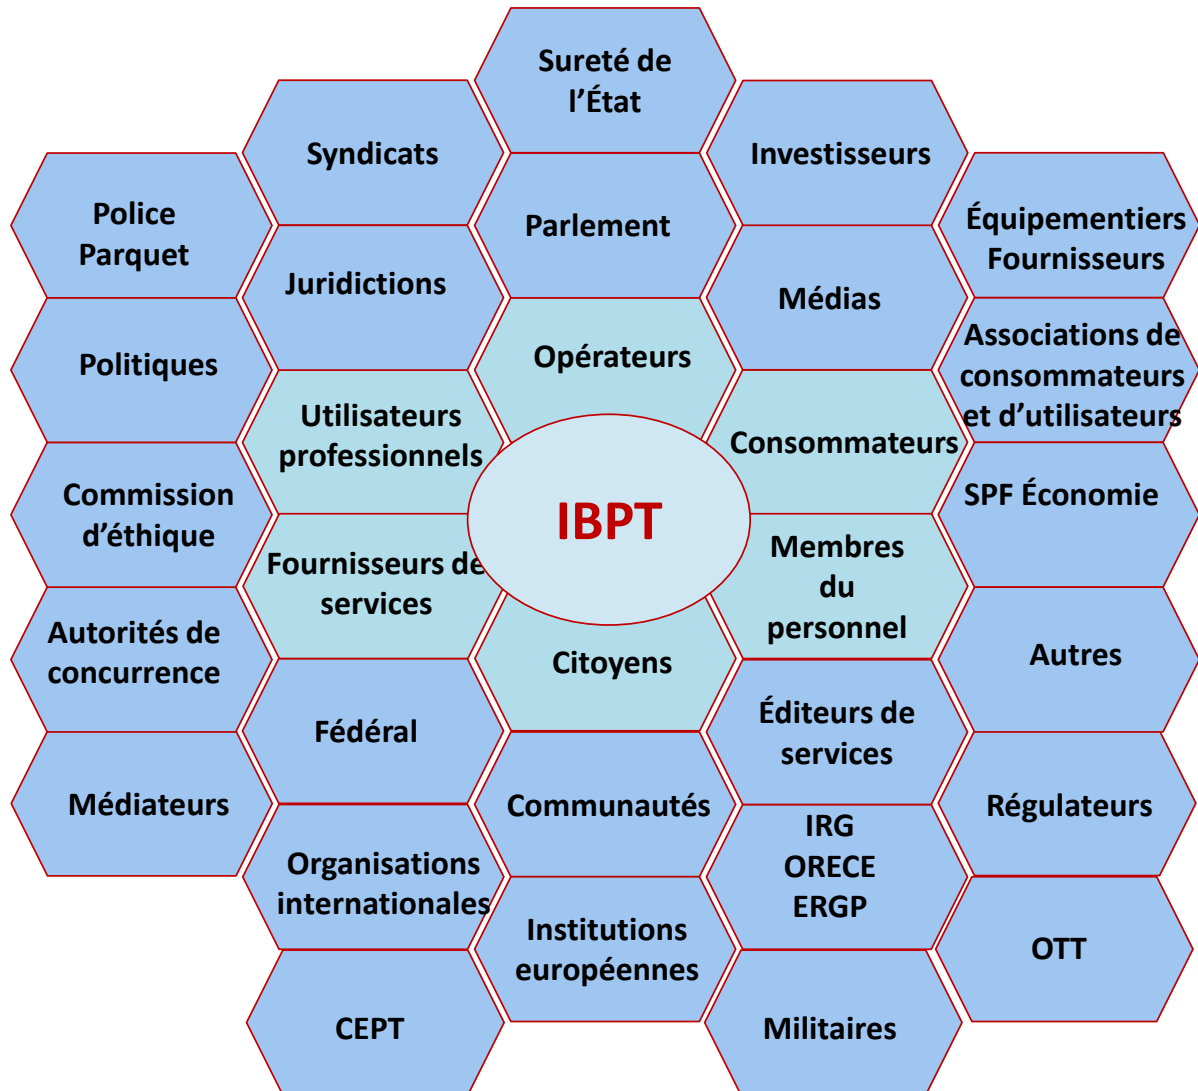 Sureté de
l’État
Syndicats
Investisseurs
Police
Parquet
Parlement
Équipementiers
Fournisseurs
Juridictions
Médias
Politiques
Opérateurs
Associations de
consommateurs
et d’utilisateurs
Utilisateurs
professionnels
Consommateurs
Commission
d’éthique
IBPT
SPF Économie
Fournisseurs de
services
Membres
du
personnel
Autorités de
concurrence
Citoyens
Autres
Fédéral
Éditeurs de
services
Médiateurs
Communautés
Régulateurs
IRG
ORECE
ERGP
Organisations
internationales
Institutions
européennes
OTT
CEPT
Militaires